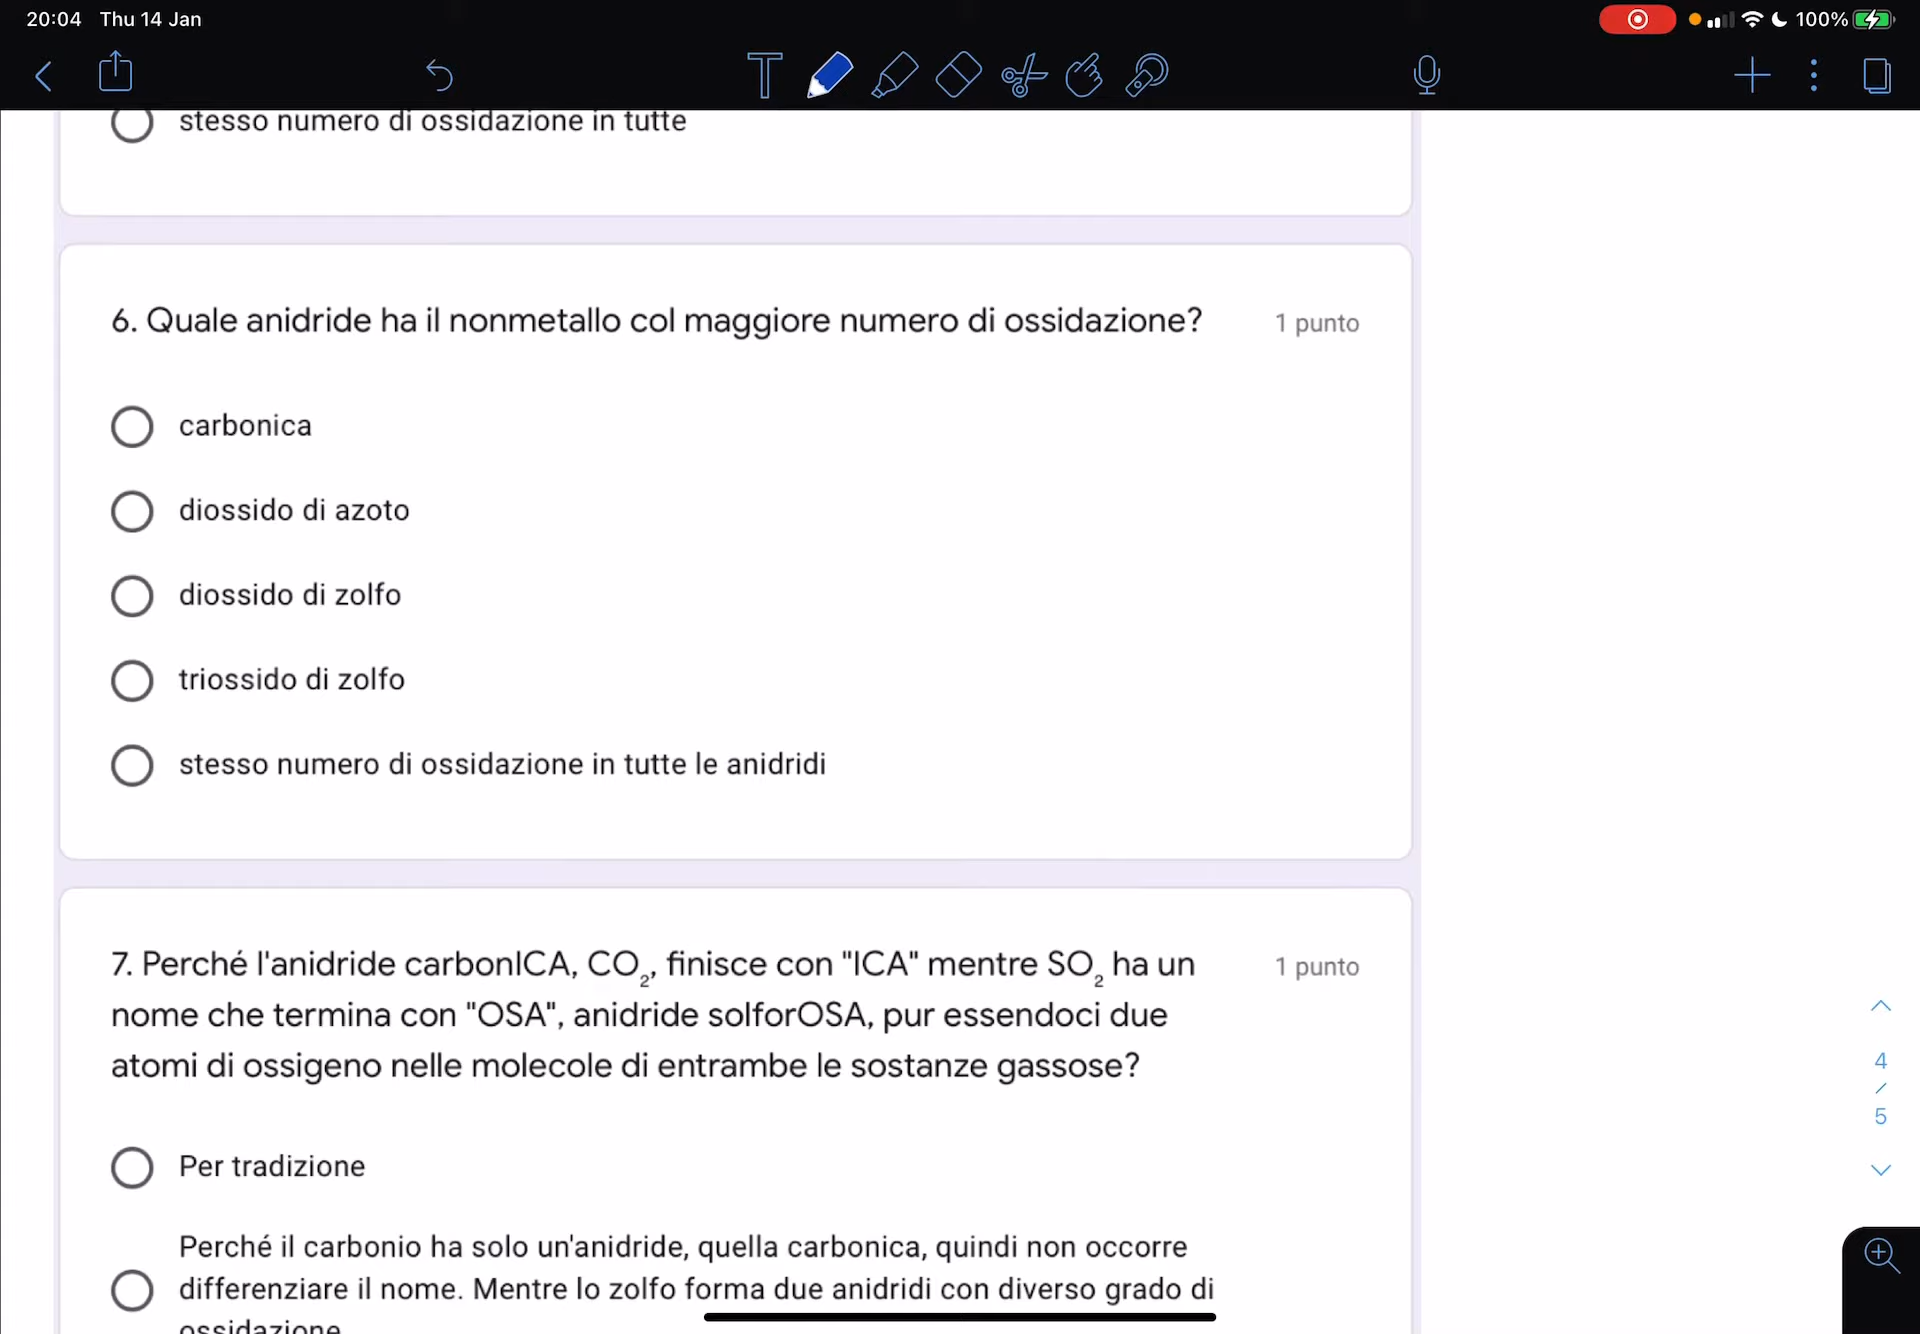 20:04 Thu 14 Jan
100%
stesso numero di ossidazione in tutte
6. Quale anidride ha il nonmetallo col maggiore numero di ossidazione? 1 punto
carbonica
diossido di azoto
diossido di zolfo
triossido di zolfo
stesso numero di ossidazione in tutte le anidridi
7. Perché l'anidride carbonICA, CO₂, finisce con "ICA" mentre SO₂ ha un 1 punto
nome che termina con "OSA", anidride solforOSA, pur essendoci due
atomi di ossigeno nelle molecole di entrambe le sostanze gassose?
4
/
5
Per tradizione
Perché il carbonio ha solo un'anidride, quella carbonica, quindi non occorre
differenziare il nome. Mentre lo zolfo forma due anidridi con diverso grado di
ossidazione